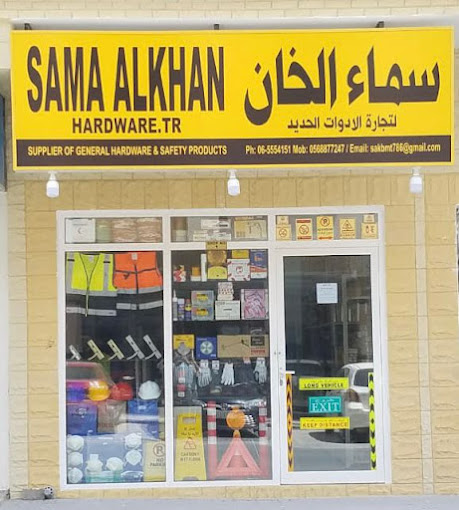 SAMA ALKHAN
HARDWARE.TR
سماء الخان
لتجارة الادوات الحديد
SUPPLIER OF GENERAL HARDWARE & SAFETY PRODUCTS
Ph: 06-5554151 Mob: 0568877247 / Email: sakbmt786@gmail.com
LONG VEHICLE
EXIT
KEEP DISTANCE
CAUTION